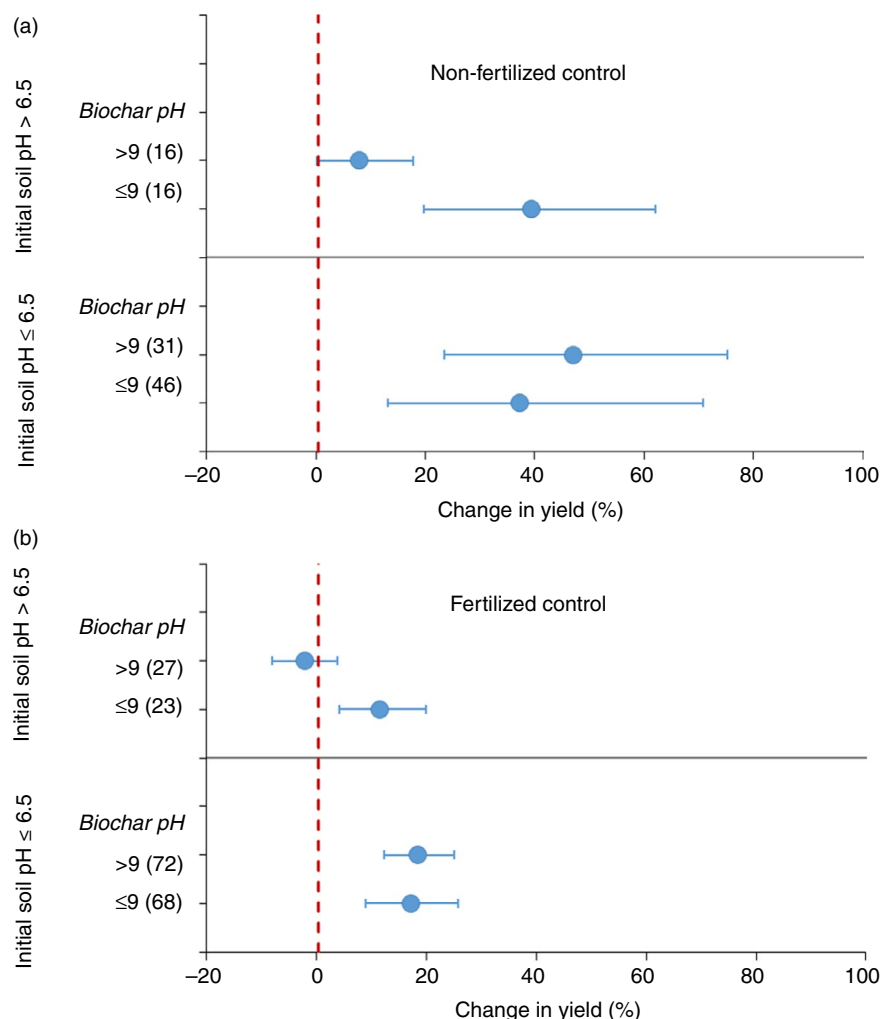 (a)
Initial soil pH > 6.5
Non-fertilized control
Biochar pH
>9 (16)
≤9 (16)
Initial soil pH ≤ 6.5
Biochar pH
>9 (31)
≤9 (46)
–20 0 20 40 60 80 100
Change in yield (%)
(b)
Initial soil pH > 6.5
Fertilized control
Biochar pH
>9 (27)
≤9 (23)
Initial soil pH ≤ 6.5
Biochar pH
>9 (72)
≤9 (68)
–20 0 20 40 60 80 100
Change in yield (%)